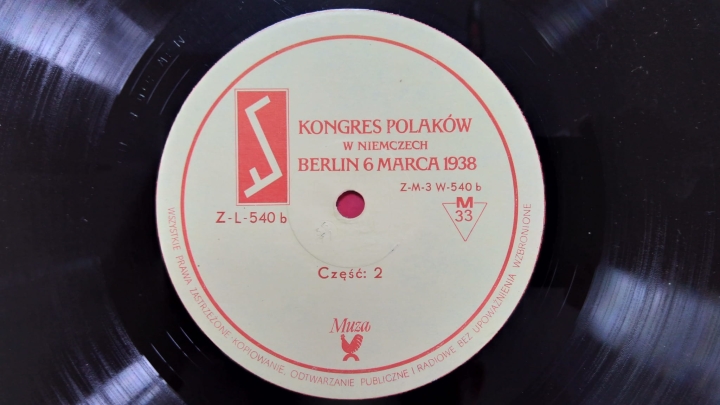 KONGRES POLAKÓW
W NIEMCZECH
BERLIN 6 MARCA 1938
Z-M-3 W-540 b
Z-L-540 b
M
33
Część: 2
Muza
WSZYSTKIE PRAWA ZASTRZEŻONE·KOPIOWANIE, ODTWARZANIE PUBLICZNE I RADIOWE BEZ UPOWAŻNIENIA WZBRONIONE